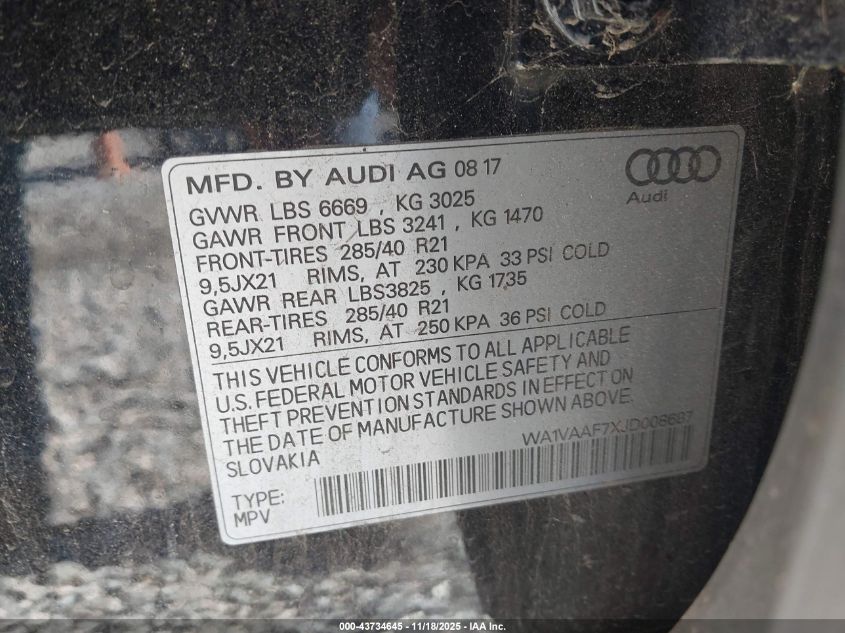 MFD. BY AUDI AG 08 17
Audi
GVWR LBS 6669 , KG 3025
GAWR FRONT LBS 3241 , KG 1470
FRONT-TIRES 285/40 R21
9,5JX21 RIMS, AT 230 KPA 33 PSI COLD
GAWR REAR LBS3825 , KG 1735
REAR-TIRES 285/40 R21
9,5JX21 RIMS, AT 250 KPA 36 PSI COLD
THIS VEHICLE CONFORMS TO ALL APPLICABLE
U.S. FEDERAL MOTOR VEHICLE SAFETY AND
THEFT PREVENTION STANDARDS IN EFFECT ON
THE DATE OF MANUFACTURE SHOWN ABOVE.
SLOVAKIA
TYPE:
MPV
000-43734645 - 11/18/2025 - IAA Inc.